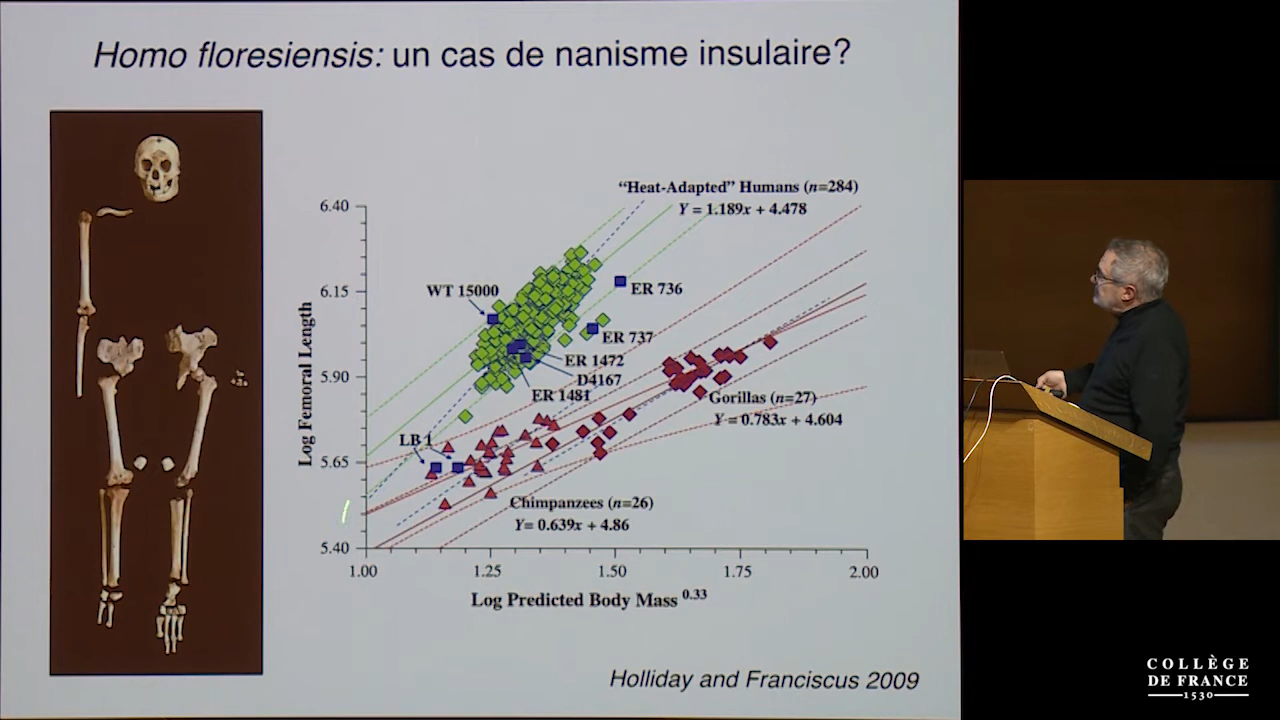 Homo floresiensis: un cas de nanisme insulaire?
"Heat-Adapted" Humans (n=284)
Y = 1.189x + 4.478
6.40
6.15
5.90
5.65
5.40
Log Femoral Length
WT 15000
ER 736
ER 737
ER 1472
D4167
ER 1481
LB 1
Gorillas (n=27)
Y = 0.783x + 4.604
Chimpanzees (n=26)
Y= 0.639x + 4.86
1.00 1.25 1.50 1.75 2.00
Log Predicted Body Mass 0.33
Holliday and Franciscus 2009
COLLÈGE
DE FRANCE
1530